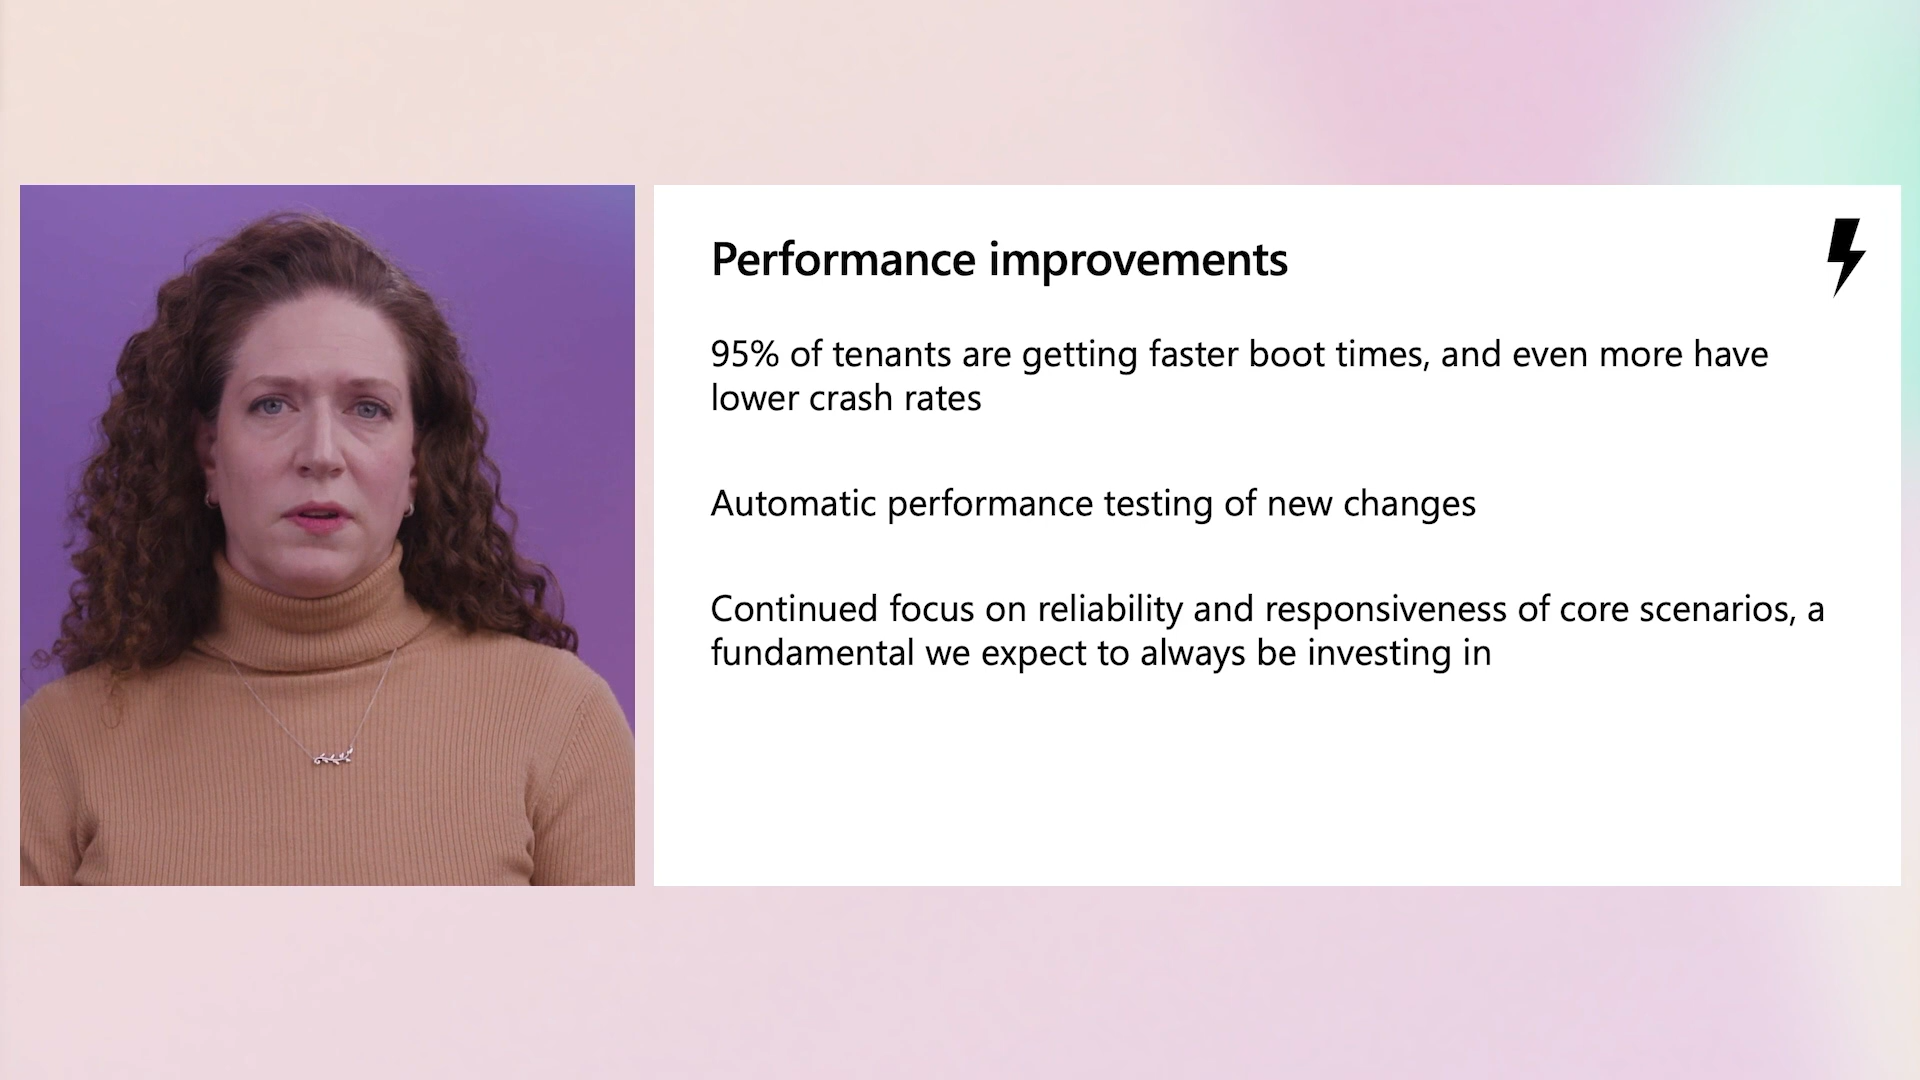 Performance improvements
95% of tenants are getting faster boot times, and even more have
lower crash rates
Automatic performance testing of new changes
Continued focus on reliability and responsiveness of core scenarios, a
fundamental we expect to always be investing in